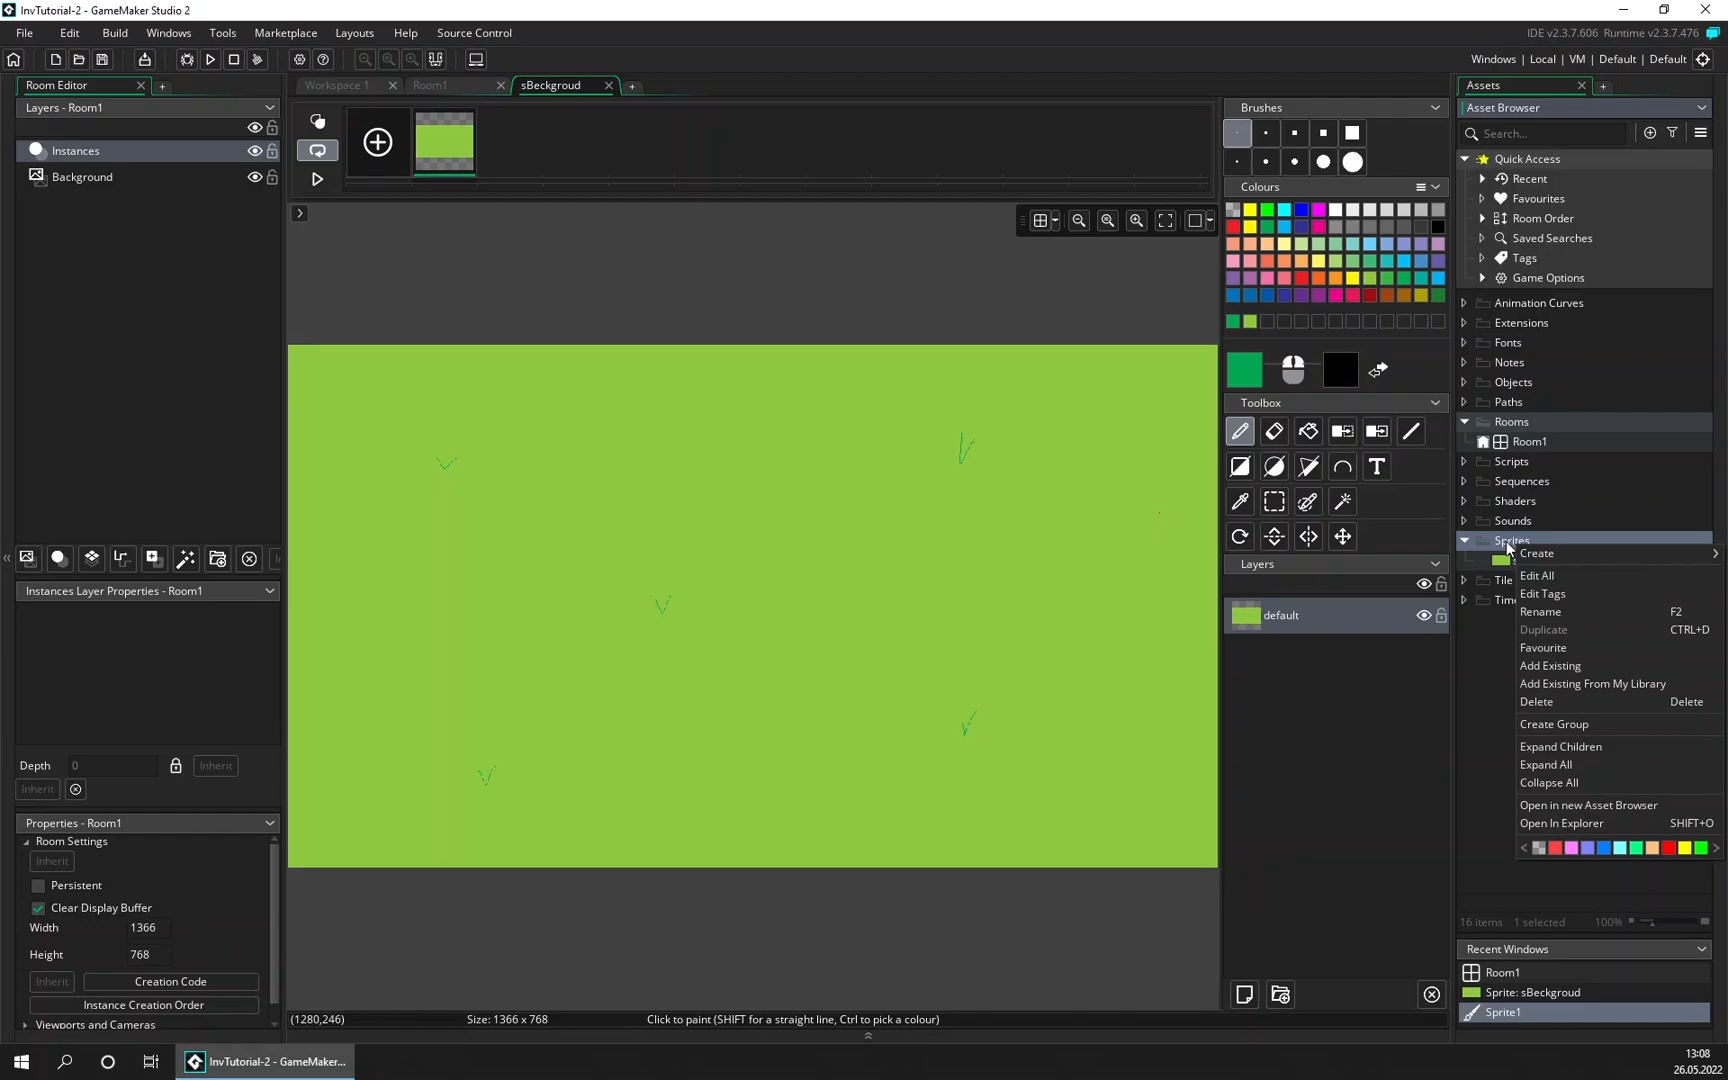 InvTutorial-2 - GameMaker Studio 2
File Edit Build Windows Tools Marketplace Layouts Help Source Control
IDE v2.3.7.606 Runtime v2.3.7.476
Windows | Local | VM | Default | Default
Room Editor
Workspace 1
Room1
sBeckgroud
Assets
Layers - Room1
Brushes
Asset Browser
Search...
Instances
Background
Quick Access
Recent
Favourites
Room Order
Saved Searches
Tags
Game Options
Colours
Animation Curves
Extensions
Fonts
Notes
Objects
Paths
Rooms
Room1
Scripts
Sequences
Shaders
Sounds
Sprites
Toolbox
T
Create
Edit All
Edit Tags
Rename F2
Duplicate CTRL+D
Favourite
Add Existing
Add Existing From My Library
Delete Delete
Create Group
Expand Children
Expand All
Collapse All
Open in new Asset Browser
Open In Explorer SHIFT+O
Layers
default
Instances Layer Properties - Room1
Depth 0 Inherit
Inherit
Properties - Room1
Room Settings
Inherit
Persistent
Clear Display Buffer
Width 1366
Height 768
Inherit Creation Code
Instance Creation Order
Viewports and Cameras
16 items 1 selected 100%
Recent Windows
Room1
Sprite: sBeckgroud
Sprite1
(1280,246) Size: 1366 x 768 Click to paint (SHIFT for a straight line, Ctrl to pick a colour)
InvTutorial-2 - GameMaker...
13:08
26.05.2022